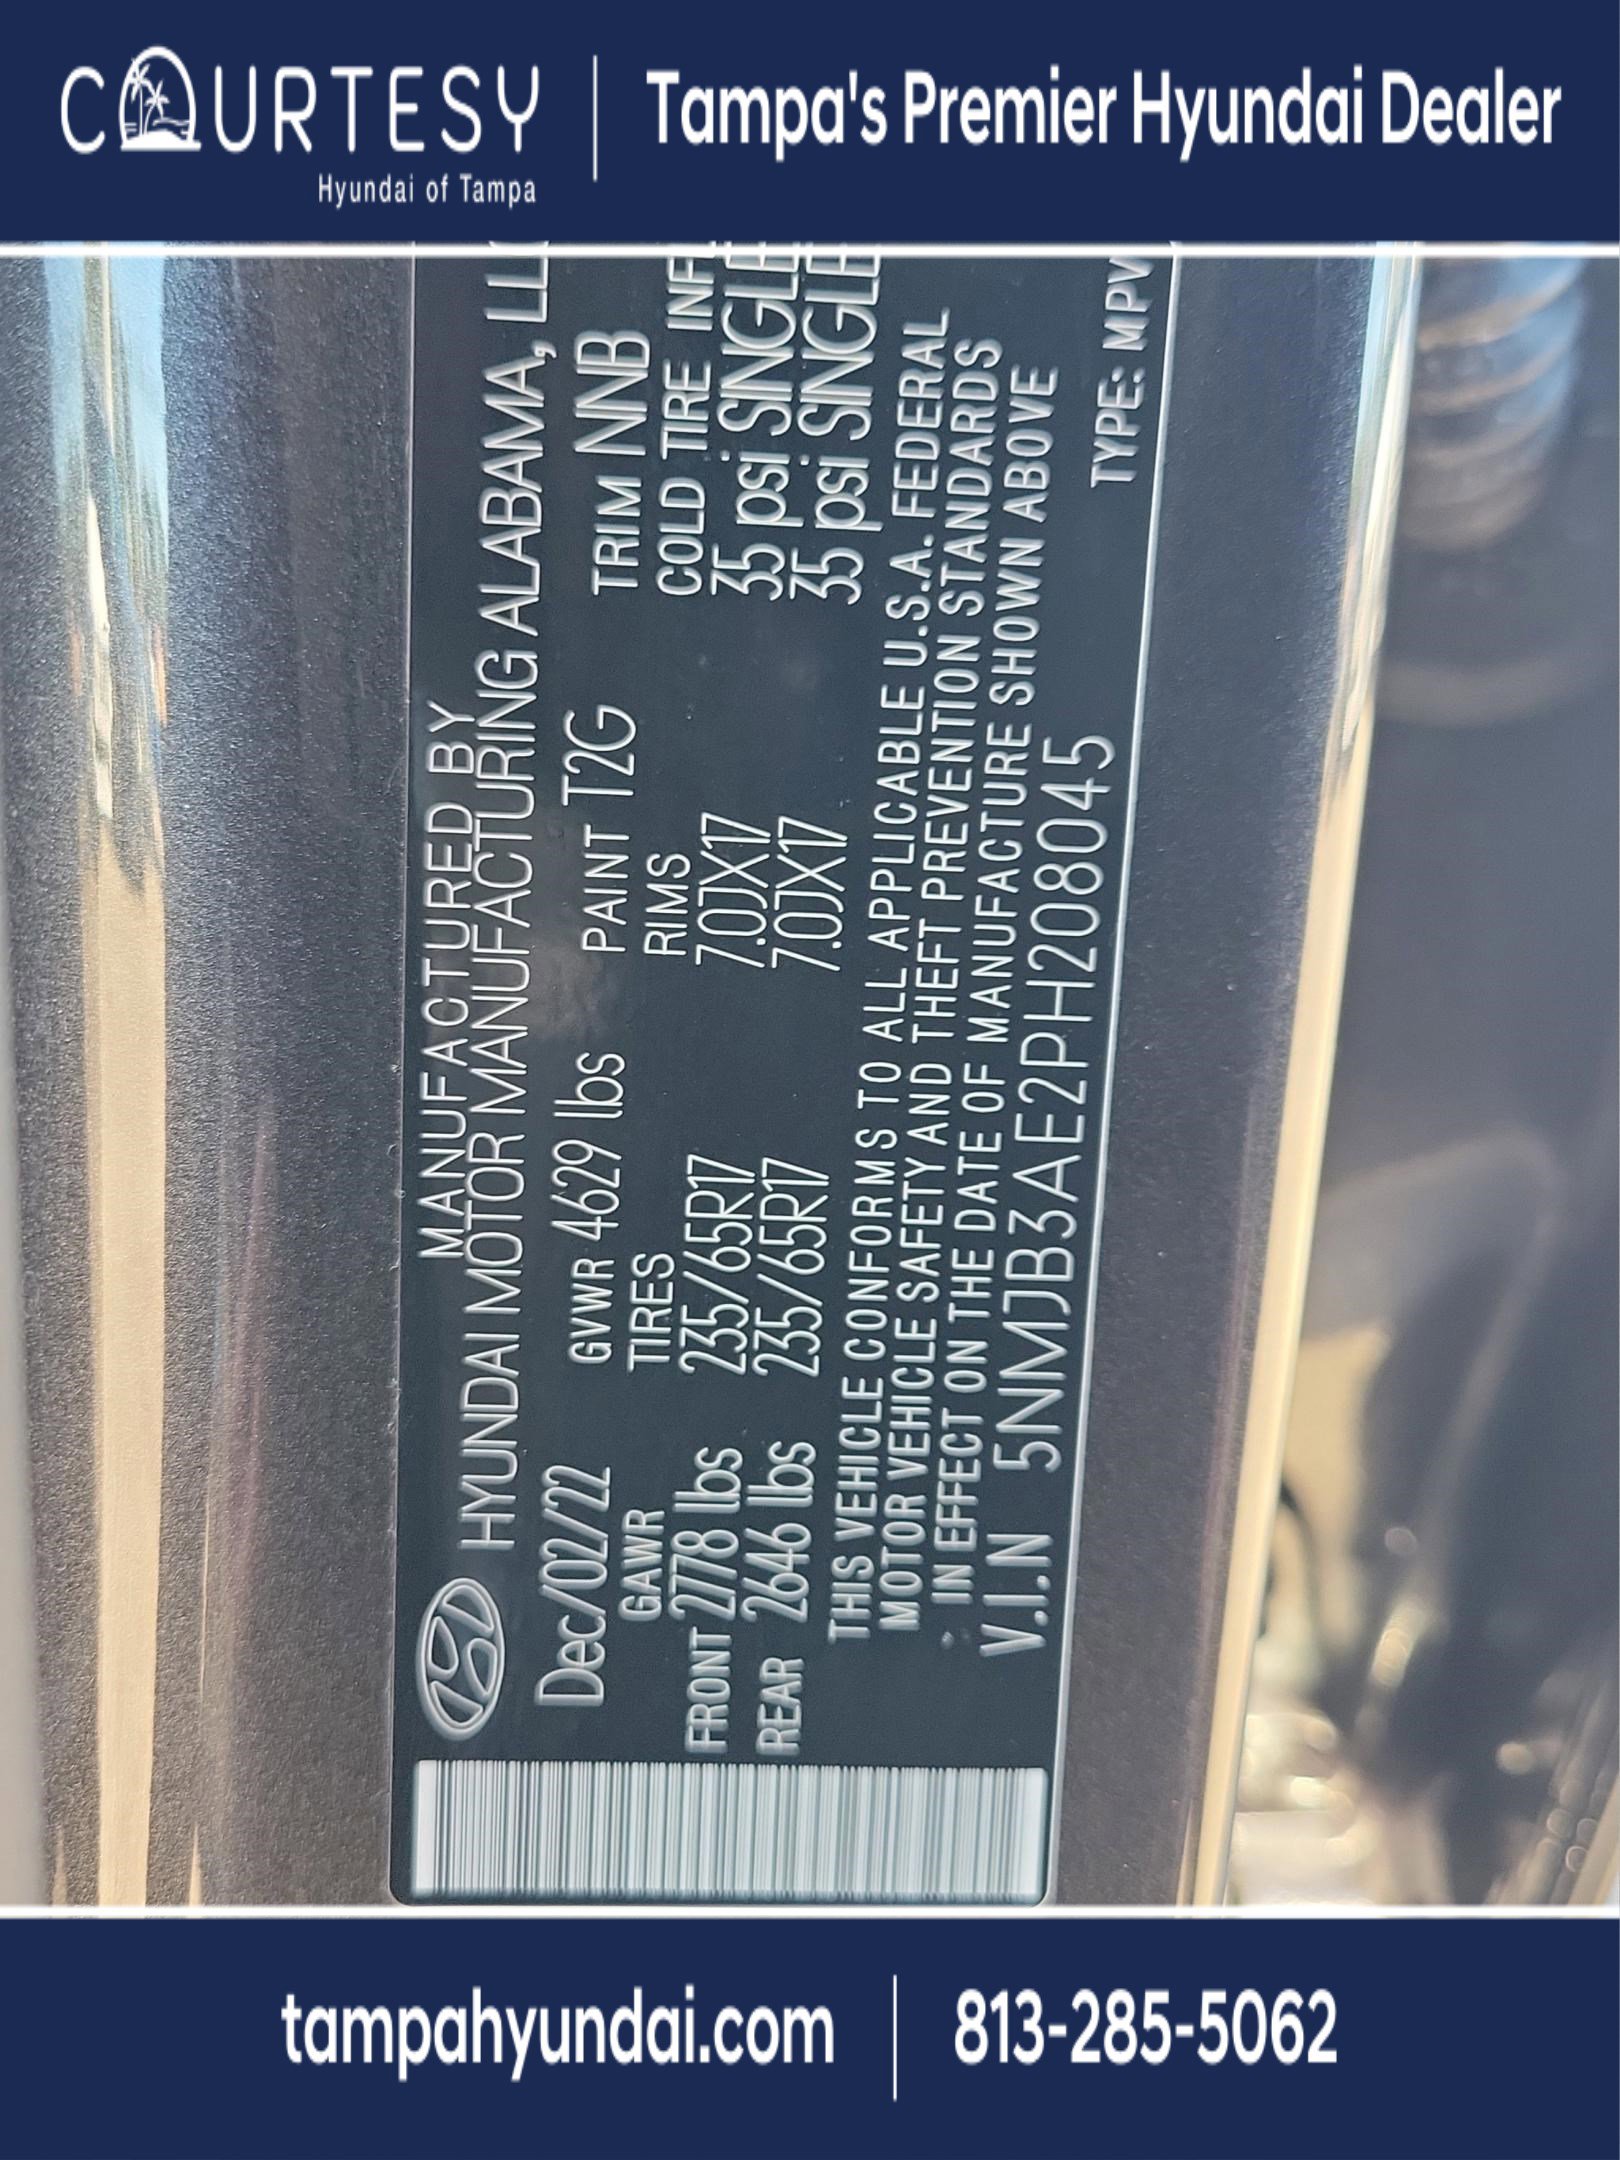 COURTESY
Hyundai of Tampa
Tampa's Premier Hyundai Dealer
MANUFACTURED BY
HYUNDAI MOTOR MANUFACTURING ALABAMA,
Dec/02/22 GVWR 4629 lbs PAINT T2G TRIM NNB
GAWR TIRES RIMS COLD TIRE
FRONT 2778 lbs 235/65R17 7.0JX17 35 psi SINGLE
REAR 2646 lbs 235/65R17 7.0JX17 35 psi SINGLE
THIS VEHICLE CONFORMS TO ALL APPLICABLE U.S.A. FEDERAL
MOTOR VEHICLE SAFETY AND THEFT PREVENTION STANDARDS
IN EFFECT ON THE DATE OF MANUFACTURE SHOWN ABOVE
V.I.N 5NMJB3AE2PH208045 TYPE: MPV
tampahyundai.com
813-285-5062